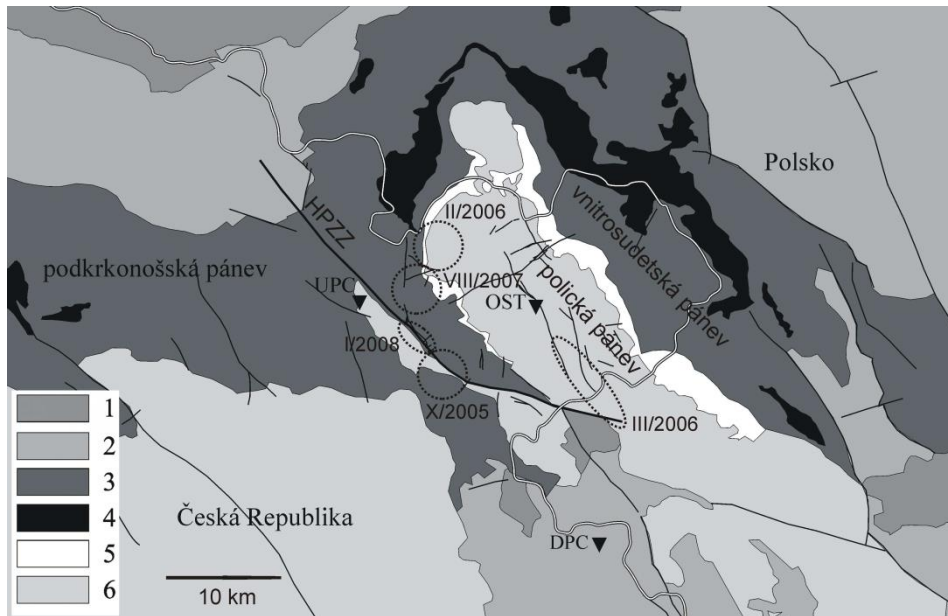 Polsko
HPZZ
II/2006
vnitrosudetská pánev
podkrkonošská pánev
UPC
VIII/2007
OST
polická pánev
I/2008
X/2005
III/2006
1
2
3
4
5
6
Česká Republika
DPC
10 km